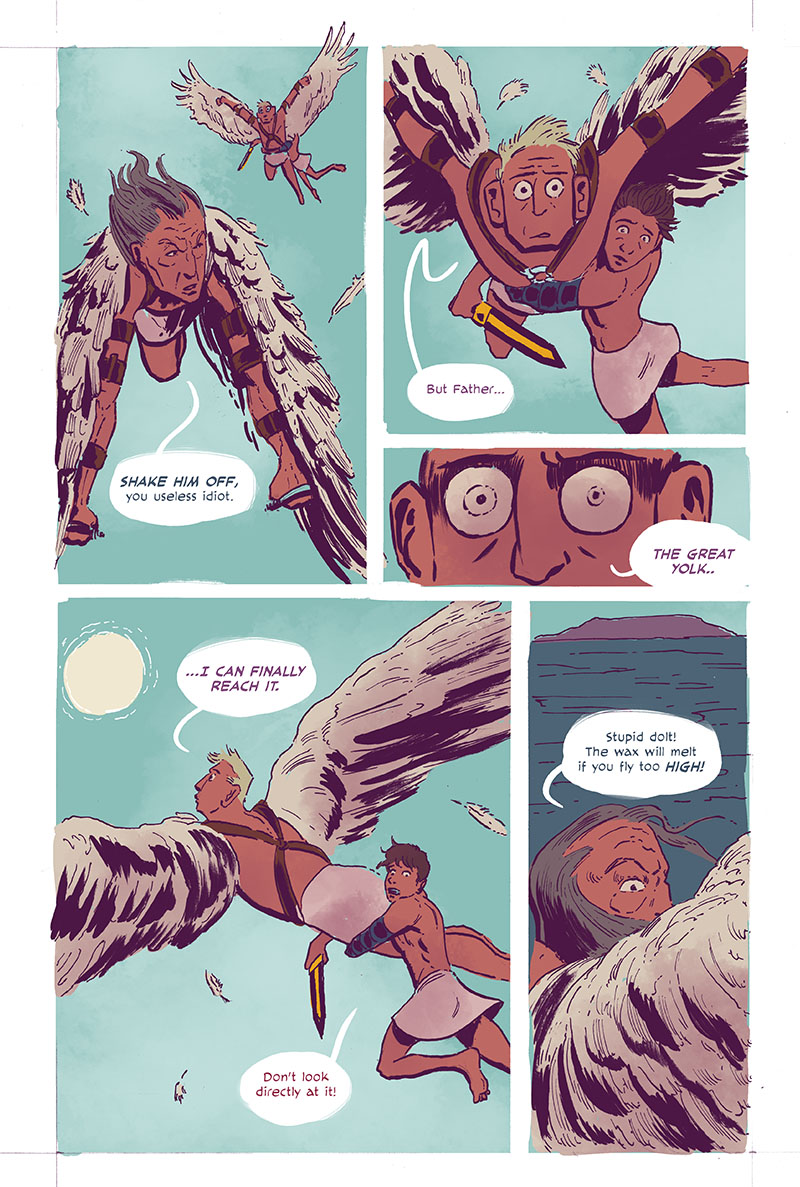 SHAKE HIM OFF,
you useless idiot.
But Father...
THE GREAT
YOLK..
...I CAN FINALLY
REACH IT.
Don't look
directly at it!
Stupid dolt!
The wax will melt
if you fly too HIGH!